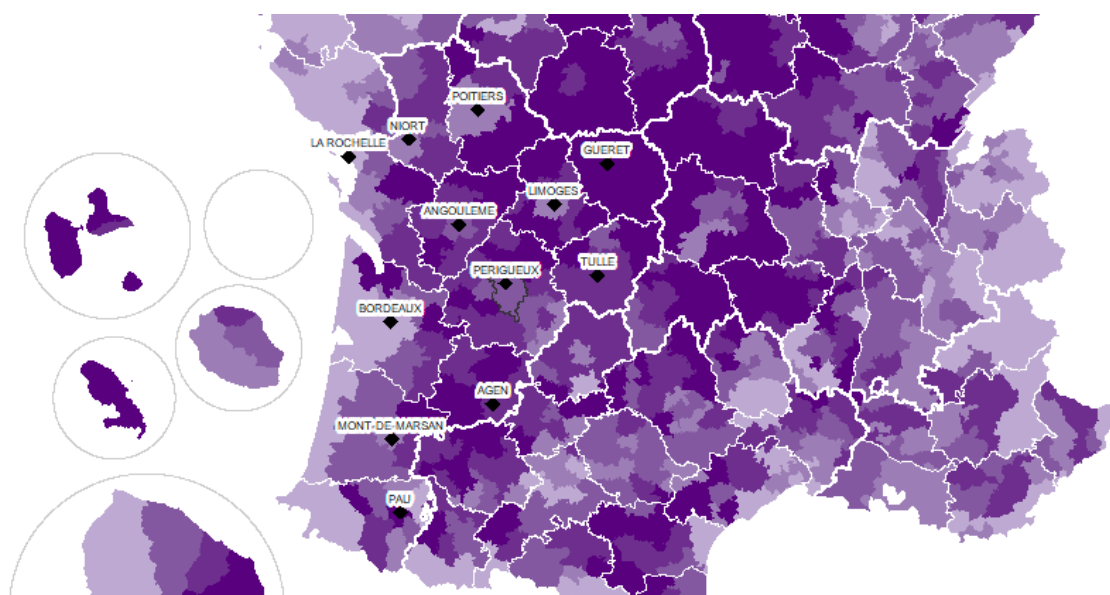 POITIERS
NIORT
LA ROCHELLE
GUERET
LIMOGES
ANGOULEME
PERIGUEUX
TULLE
BORDEAUX
AGEN
MONT-DE-MARSAN
PAU